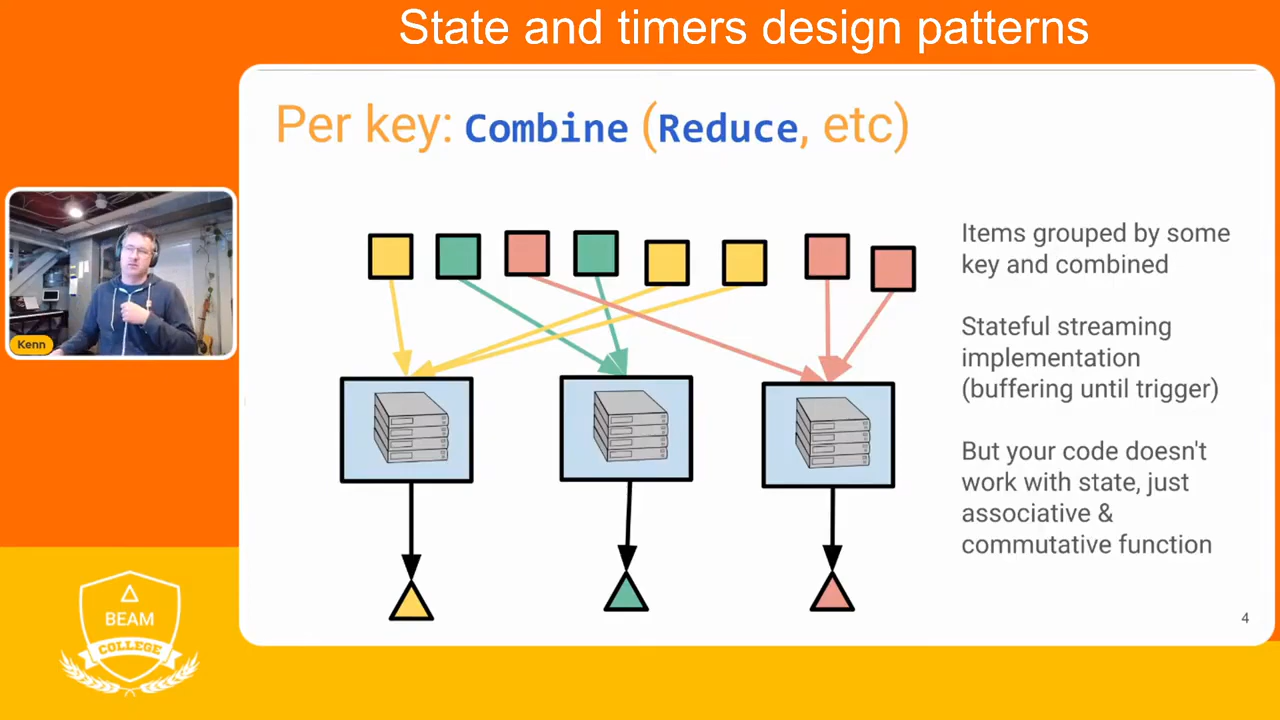 State and timers design patterns
Per key: Combine (Reduce, etc)
Items grouped by some
key and combined
Stateful streaming
implementation
(buffering until trigger)
But your code doesn't
work with state, just
associative &
commutative function
Kenn
BEAM
COLLEGE
4